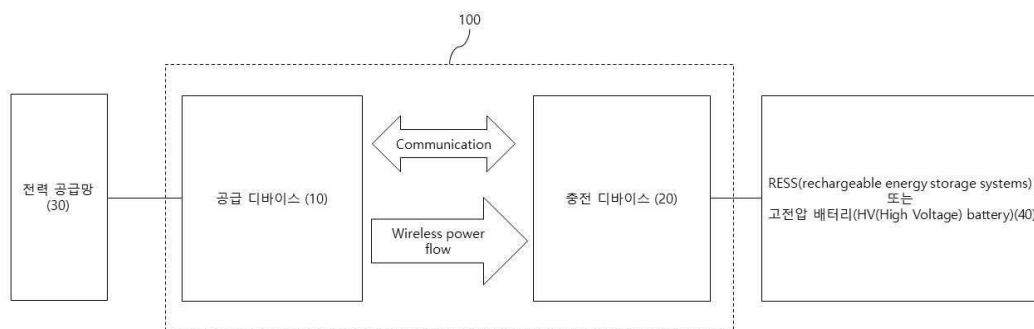 100
전력 공급망
(30)
공급 디바이스 (10)
Communication
Wireless power
flow
충전 디바이스 (20)
RESS(rechargeable energy storage systems)
또는
고전압 배터리(HV(High Voltage) battery)(40)